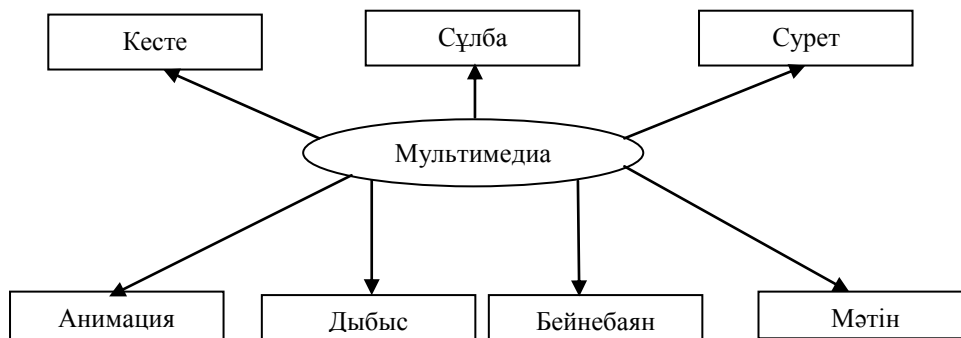 Кесте
Сұлба
Сурет
Мультимедиа
Анимация
Дыбыс
Бейнебаян
Мәтін